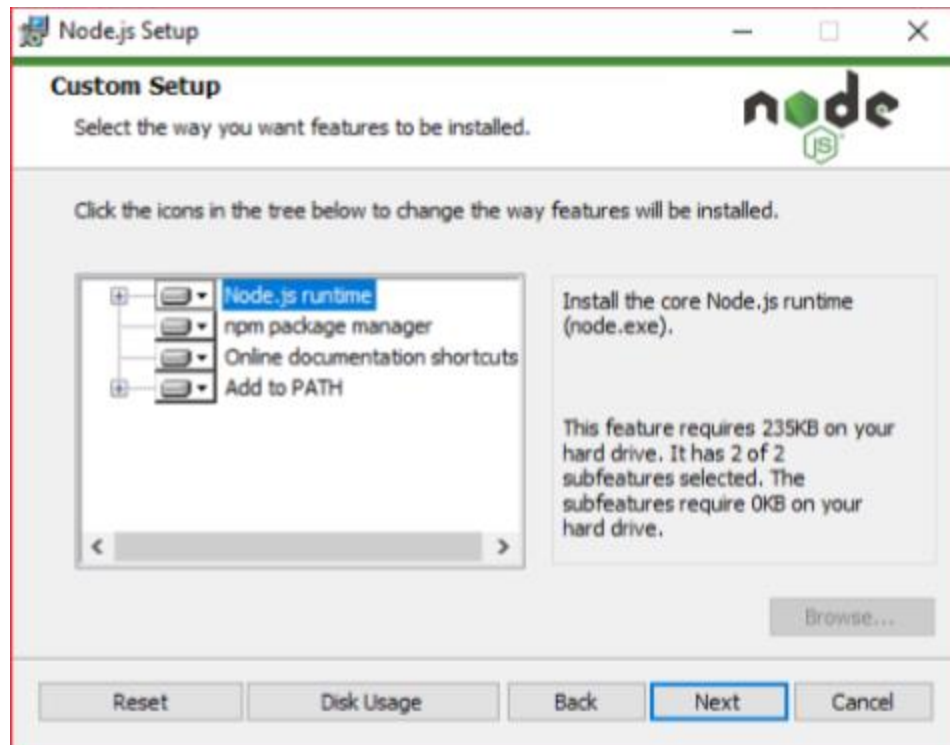 Node.js Setup
Custom Setup
Select the way you want features to be installed.
node
JS
Click the icons in the tree below to change the way features will be installed.
Node.js runtime
npm package manager
Online documentation shortcuts
Add to PATH
Install the core Node.js runtime
(node.exe).
This feature requires 235KB on your
hard drive. It has 2 of 2
subfeatures selected. The
subfeatures require 0KB on your
hard drive.
Browse...
Reset
Disk Usage
Back
Next
Cancel